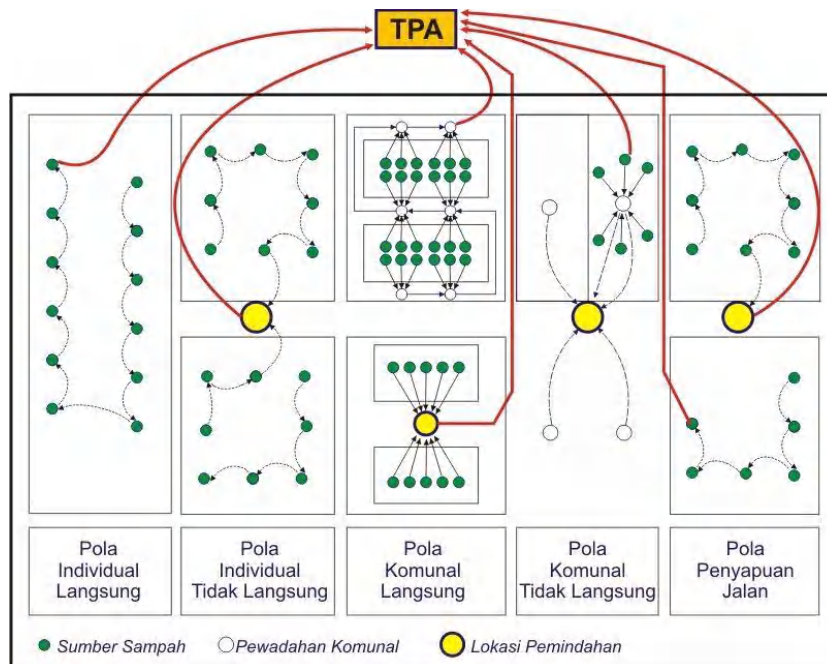 TPA
Pola
Individual
Langsung
Pola
Individual
Tidak Langsung
Pola
Komunal
Langsung
Pola
Komunal
Tidak Langsung
Pola
Penyapuan
Jalan
Sumber Sampah
Pewadahan Komunal
Lokasi Pemindahan